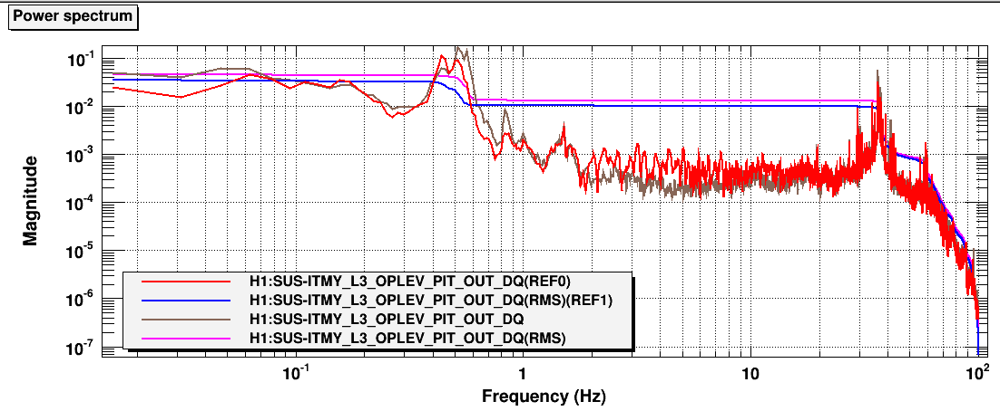 Power spectrum
Magnitude
10^-1
10^-2
10^-3
10^-4
10^-5
10^-6
10^-7
H1:SUS-ITMY_L3_OPLEV_PIT_OUT_DQ(REF0)
H1:SUS-ITMY_L3_OPLEV_PIT_OUT_DQ(RMS)(REF1)
H1:SUS-ITMY_L3_OPLEV_PIT_OUT_DQ
H1:SUS-ITMY_L3_OPLEV_PIT_OUT_DQ(RMS)
10^-1 1 10 10^2
Frequency (Hz)